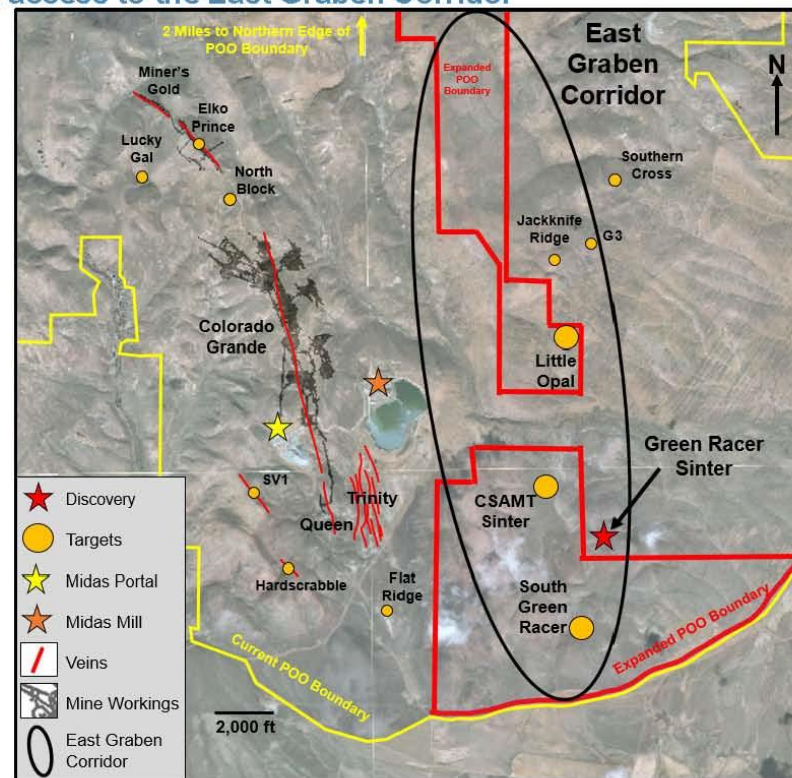 access to the East Graben Corridor
2 Miles to Northern Edge of
POO Boundary
East
Graben
Corridor
N
Expanded
POO
Boundary
Miner's
Gold
Elko
Prince
Lucky
Gal
North
Block
Southern
Cross
Jackknife
Ridge
G3
Colorado
Grande
Little
Opal
Green Racer
Sinter
SV1
Trinity
Queen
CSAMT
Sinter
Hardscrabble
Flat
Ridge
South
Green
Racer
Current POO Boundary
Expanded POO Boundary
2,000 ft
Discovery
Targets
Midas Portal
Midas Mill
Veins
Mine Workings
East Graben
Corridor